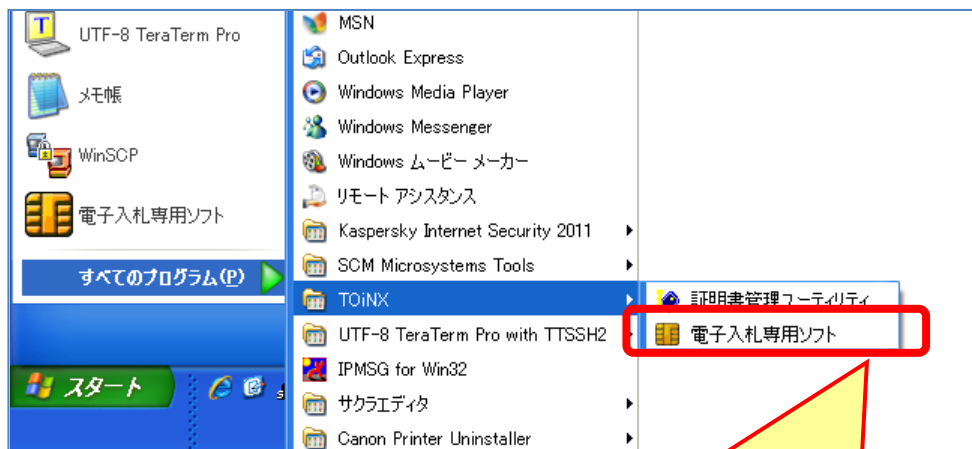 UTF-8 TeraTerm Pro
メモ帳
WinSCP
電子入札専用ソフト
すべてのプログラム(P)
スタート
MSN
Outlook Express
Windows Media Player
Windows Messenger
Windows ムービー メーカー
リモート アシスタンス
Kaspersky Internet Security 2011
SCM Microsystems Tools
TOiNX
UTF-8 TeraTerm Pro with TTSSH2
IPMSG for Win32
サクラエディタ
Canon Printer Uninstaller
証明書管理ユーティリティ
電子入札専用ソフト